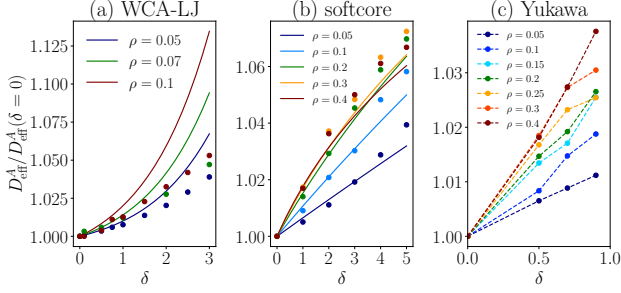 (a) WCA-LJ
(b) softcore
(c) Yukawa
D_eff^A/D_eff^A(δ = 0)
1.125
1.100
1.075
1.050
1.025
1.000
0
1
2
3
δ
ρ = 0.05
ρ = 0.07
ρ = 0.1
1.06
1.04
1.02
1.00
0
1
2
3
4
5
δ
ρ = 0.05
ρ = 0.1
ρ = 0.2
ρ = 0.3
ρ = 0.4
1.03
1.02
1.01
1.00
0.0
0.5
1.0
δ
ρ = 0.05
ρ = 0.1
ρ = 0.15
ρ = 0.2
ρ = 0.25
ρ = 0.3
ρ = 0.4